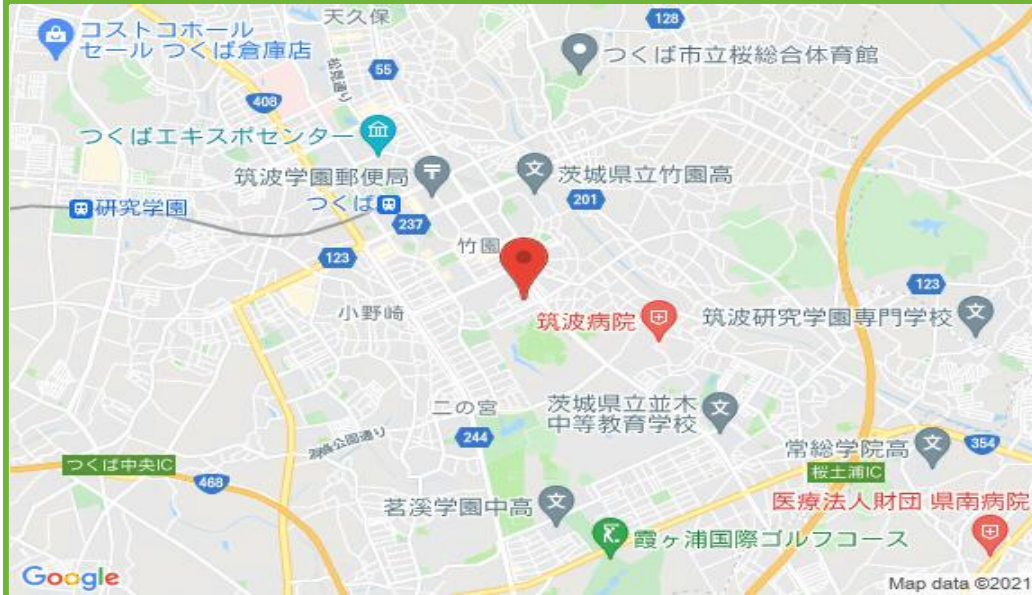 天久保
128
コストコホール
セール つくば倉庫店
つくば市立桜総合体育館
55
408
つくばエキスポセンター
筑波学園郵便局
茨城県立竹園高
研究学園
つくば
201
237
竹園
123
123
小野崎
筑波病院
筑波研究学園専門学校
二の宮
茨城県立並木
中等教育学校
244
常総学院高
354
つくば中央IC
468
桜土浦IC
茗溪学園中高
医療法人財団 県南病院
霞ヶ浦国際ゴルフコース
Google
Map data ©2021